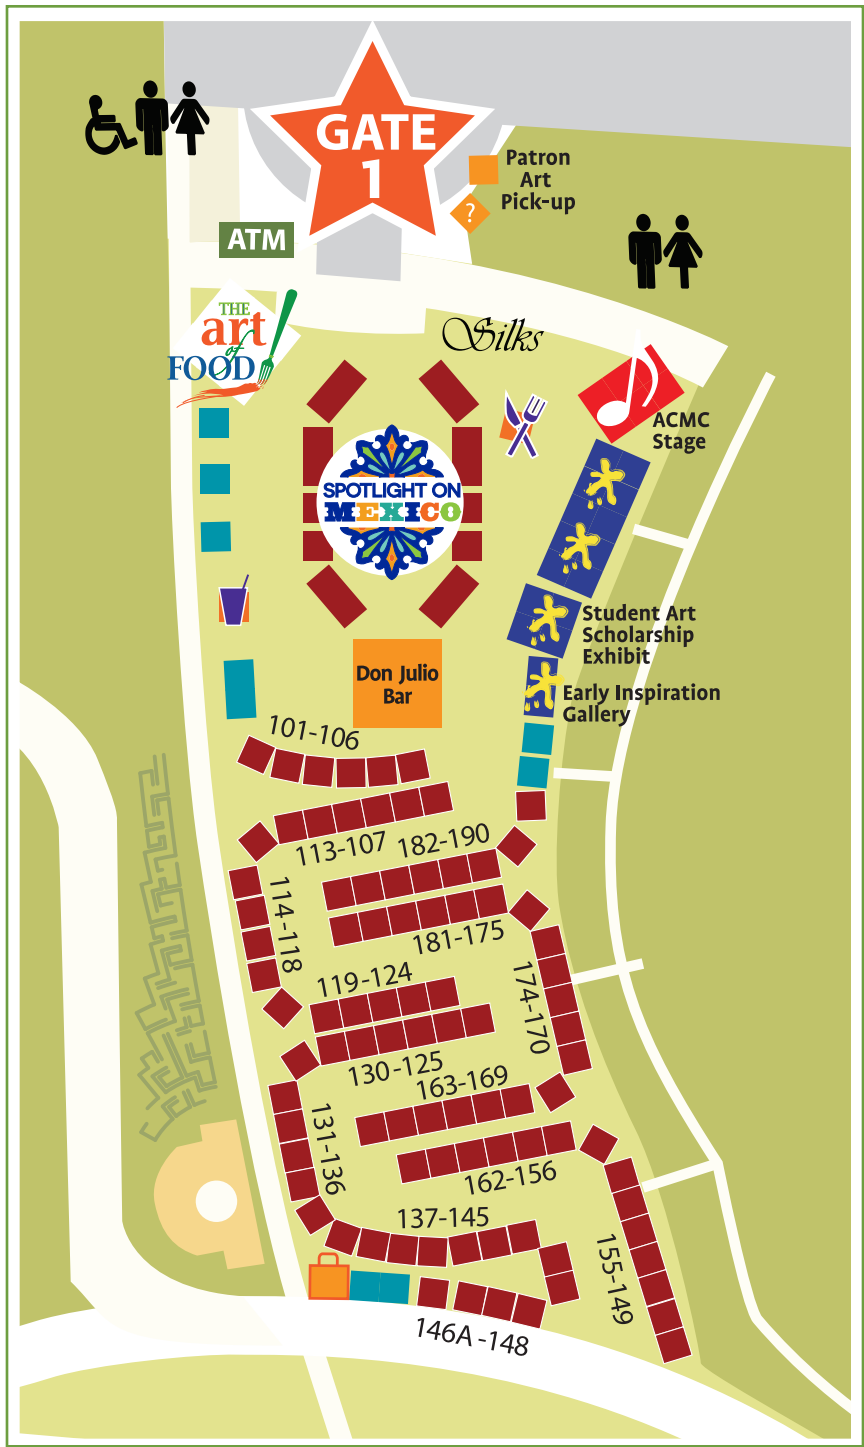 GATE
1
Patron
Art
Pick-up
?
ATM
THE
art
of
FOOD
Silks
ACMC
Stage
SPOTLIGHT ON
MEXICO
Student Art
Scholarship
Exhibit
Don Julio
Bar
Early Inspiration
Gallery
101-106
113-107
182-190
114-118
181-175
119-124
174-170
130-125
163-169
131-136
162-156
137-145
155-149
146A -148